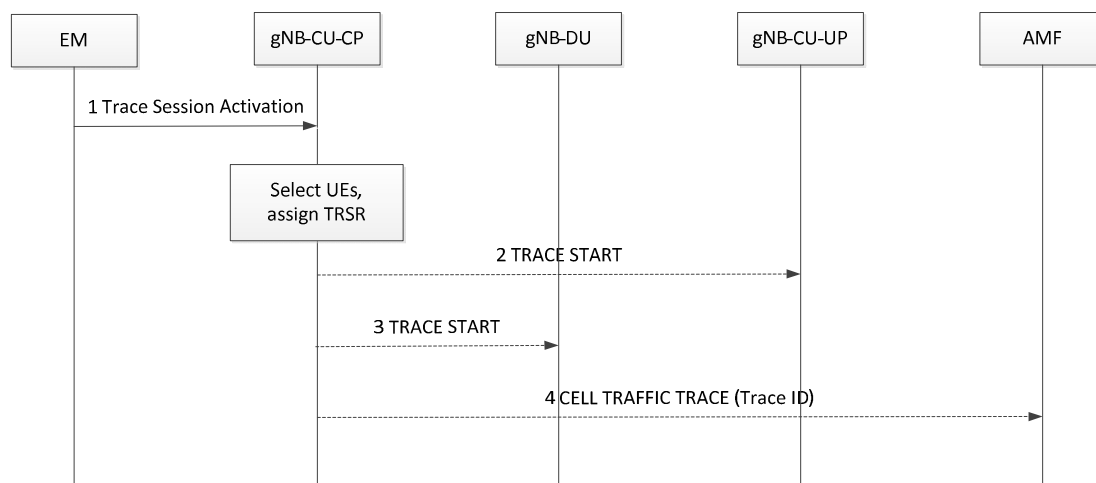 EM
gNB-CU-CP
gNB-DU
gNB-CU-UP
AMF
1 Trace Session Activation
Select UEs,
assign TRSR
2 TRACE START
3 TRACE START
4 CELL TRAFFIC TRACE (Trace ID)